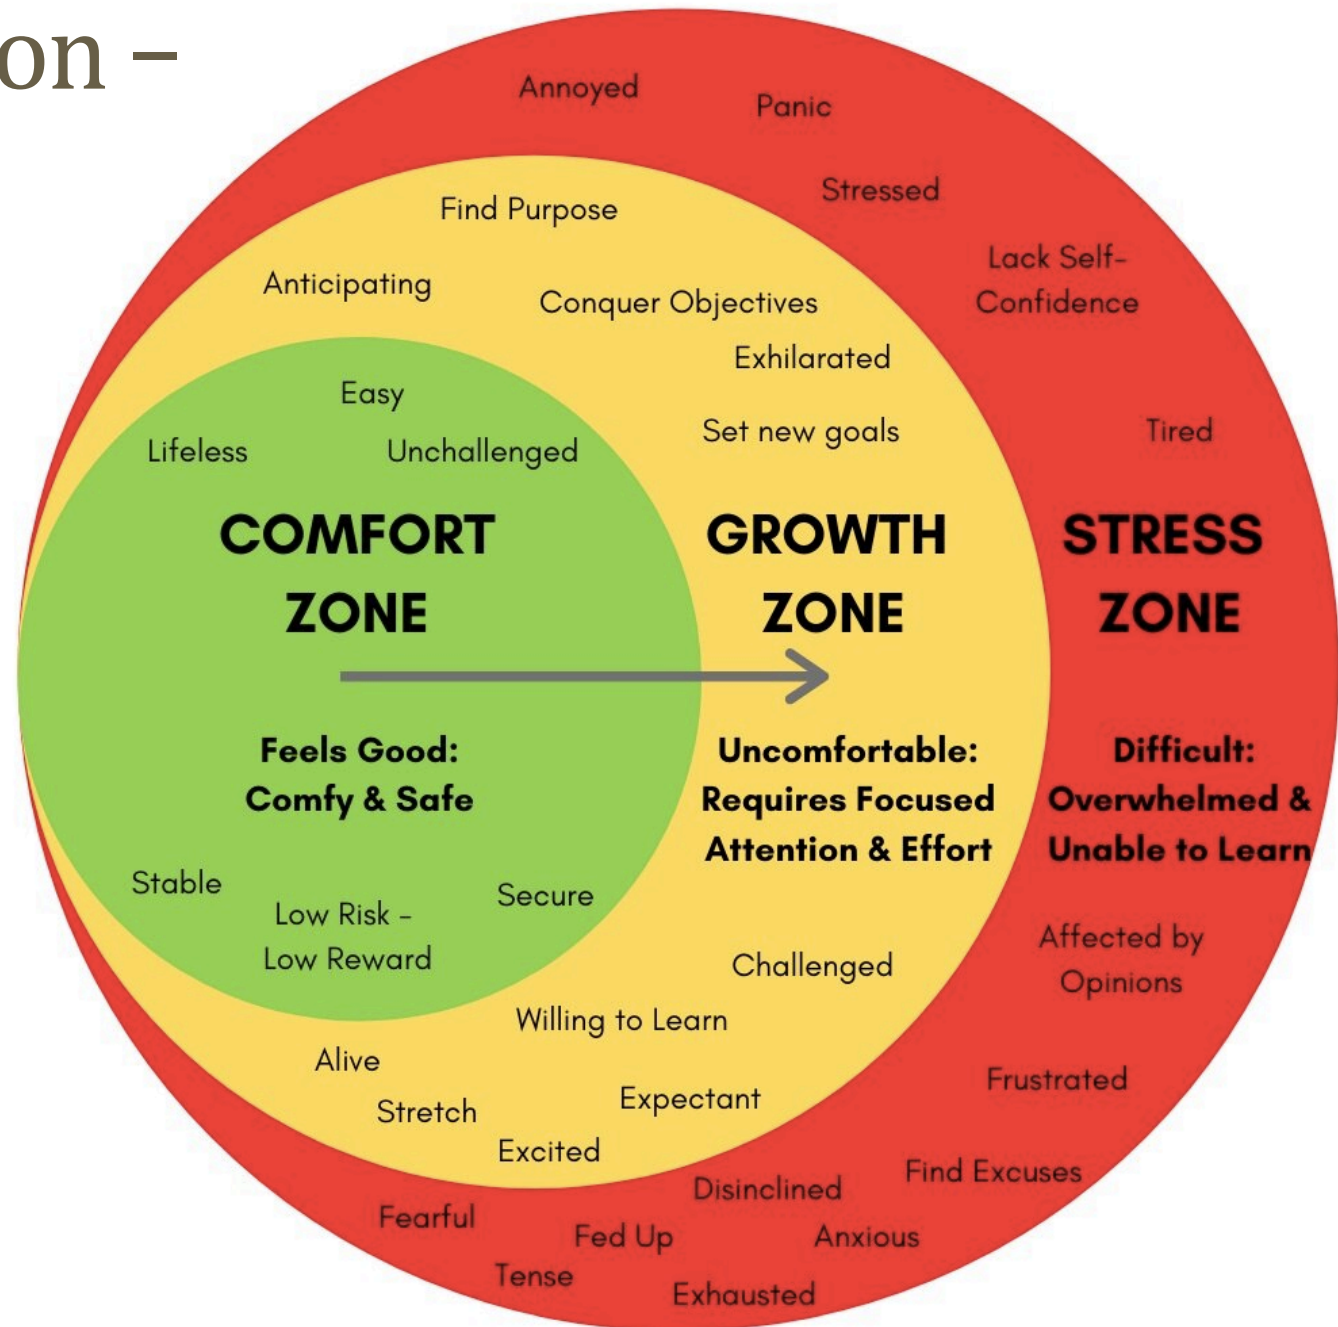 on –
Annoyed
Panic
Stressed
Lack Self-
Confidence
Tired
Find Purpose
Anticipating
Conquer Objectives
Exhilarated
Set new goals
Easy
Lifeless
Unchallenged
COMFORT
ZONE
Feels Good:
Comfy & Safe
Stable
Low Risk -
Low Reward
Secure
GROWTH
ZONE
Uncomfortable:
Requires Focused
Attention & Effort
Challenged
Willing to Learn
Alive
Stretch
Expectant
Excited
STRESS
ZONE
Difficult:
Overwhelmed &
Unable to Learn
Affected by
Opinions
Frustrated
Find Excuses
Disinclined
Fearful
Fed Up
Anxious
Tense
Exhausted